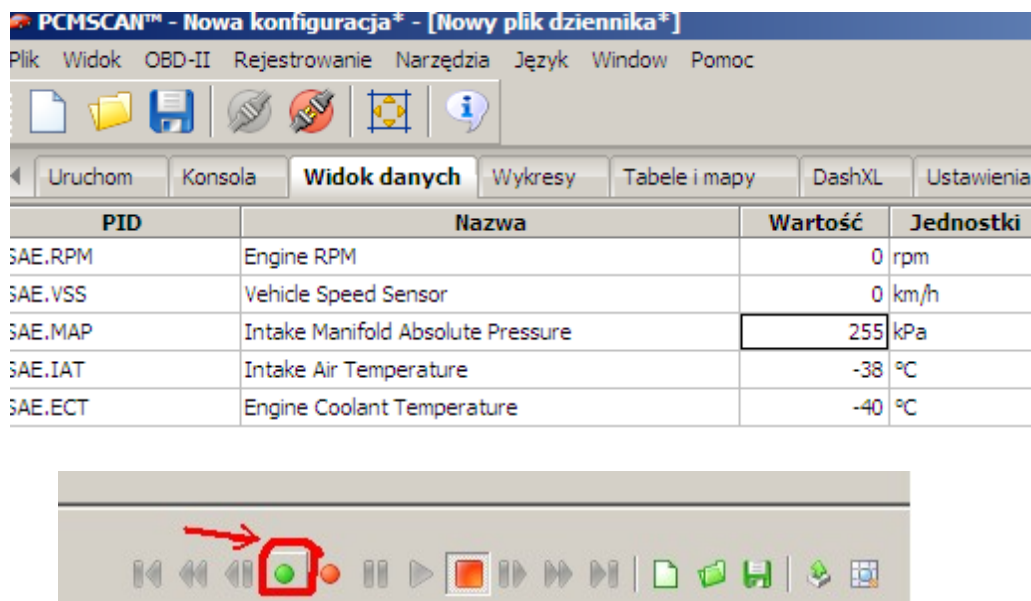 PCMSCAN™ - Nowa konfiguracja* - [Nowy plik dziennika*]
Plik Widok OBD-II Rejestrowanie Narzędzia Język Window Pomoc
Uruchom Konsola Widok danych Wykresy Tabele i mapy DashXL Ustawienia
PID Nazwa Wartość Jednostki
SAE.RPM Engine RPM 0 rpm
SAE.VSS Vehicle Speed Sensor 0 km/h
SAE.MAP Intake Manifold Absolute Pressure 255 kPa
SAE.IAT Intake Air Temperature -38 °C
SAE.ECT Engine Coolant Temperature -40 °C